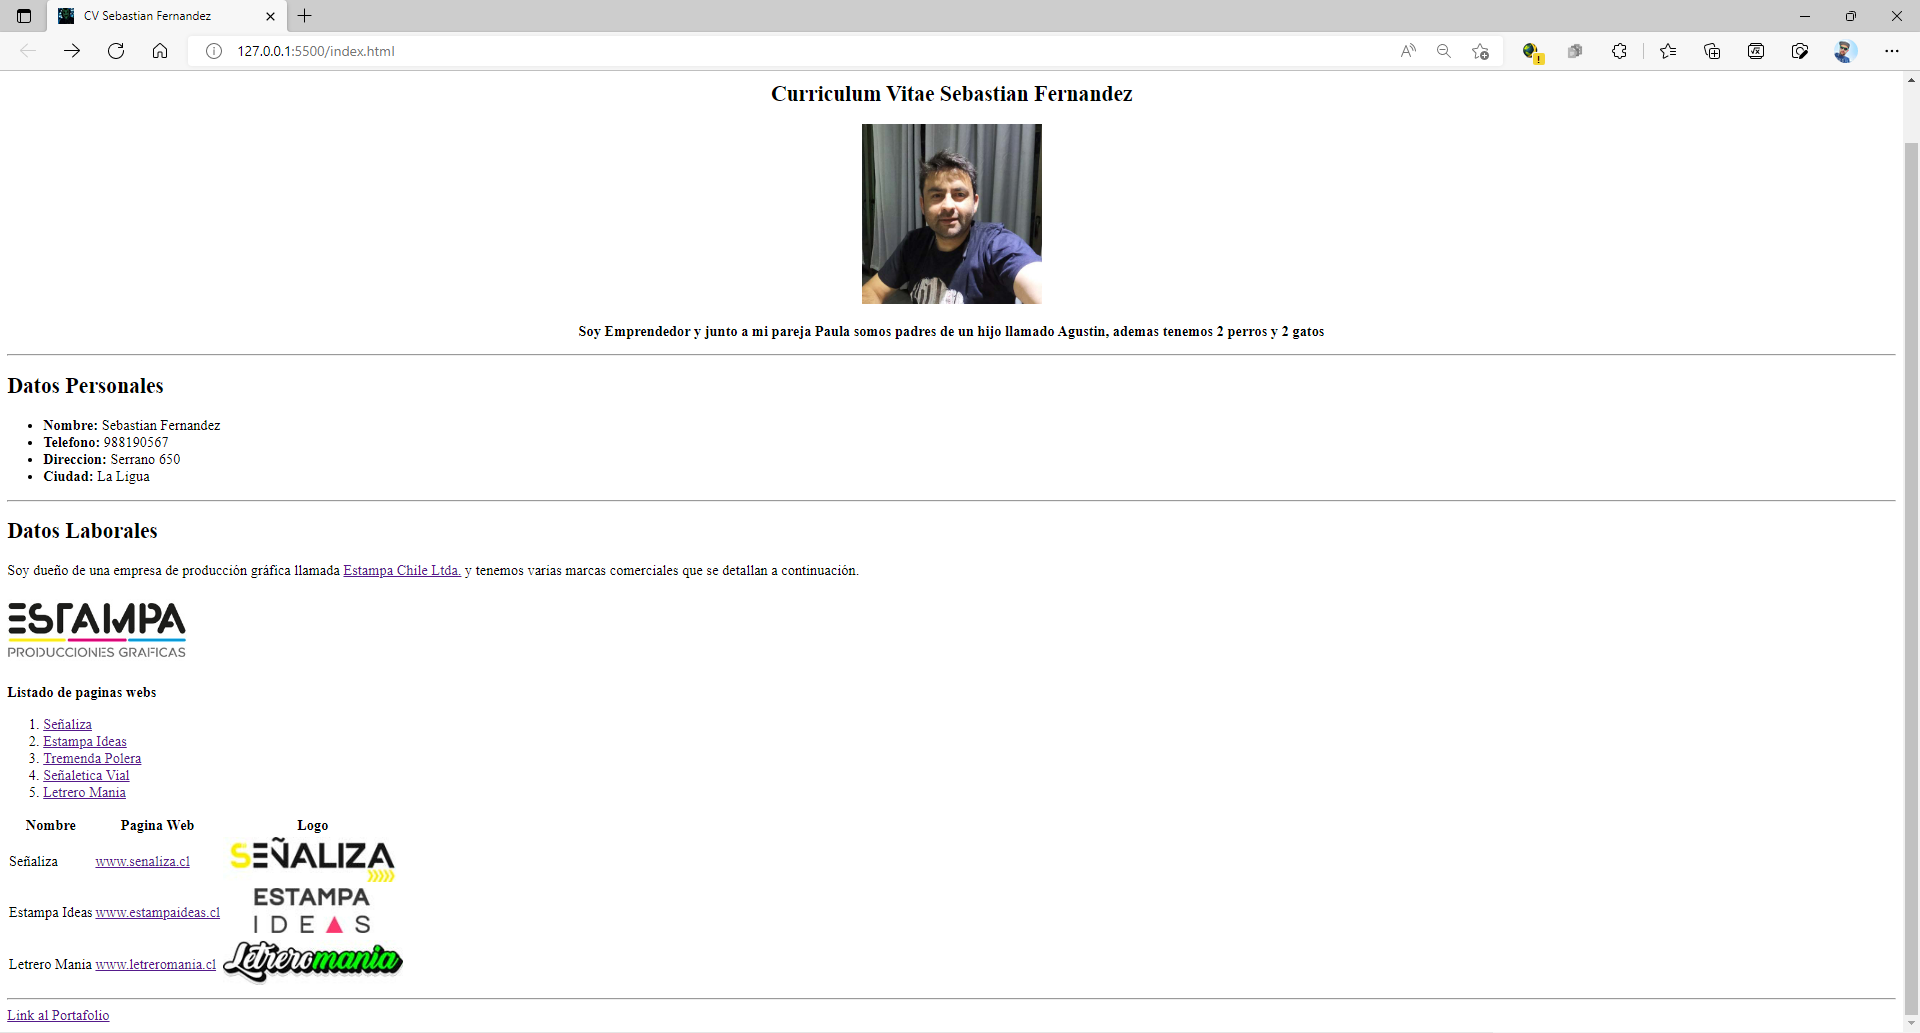 CV Sebastian Fernandez
127.0.0.1:5500/index.html
Curriculum Vitae Sebastian Fernandez
Soy Emprendedor y junto a mi pareja Paula somos padres de un hijo llamado Agustin, ademas tenemos 2 perros y 2 gatos
Datos Personales
Nombre: Sebastian Fernandez
Telefono: 988190567
Direccion: Serrano 650
Ciudad: La Ligua
Datos Laborales
Soy dueño de una empresa de producción gráfica llamada Estampa Chile Ltda. y tenemos varias marcas comerciales que se detallan a continuación.
ESTAMPA
PRODUCCIONES GRAFICAS
Listado de paginas webs
1. Señaliza
2. Estampa Ideas
3. Tremenda Polera
4. Señaletica Vial
5. Letrero Mania
Nombre Pagina Web Logo
Señaliza www.senaliza.cl SEÑALIZA
Estampa Ideas www.estampaideas.cl ESTAMPA
IDEAS
Letrero Mania www.letreromania.cl Letreromania
Link al Portafolio